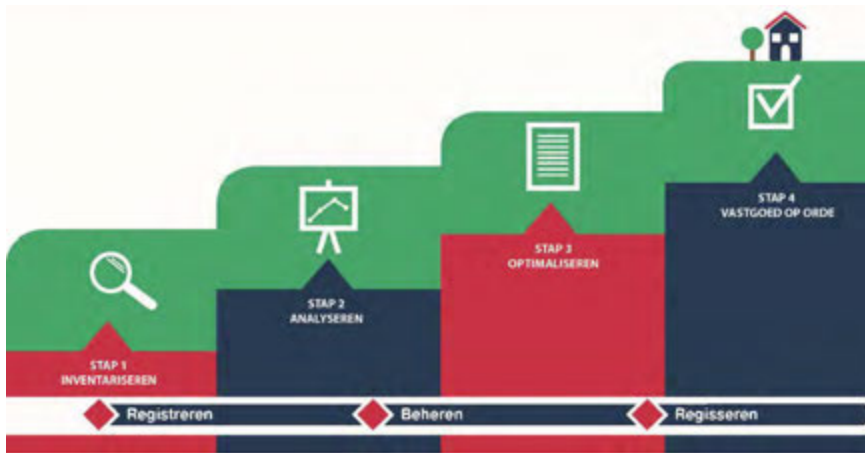 STAP 1
INVENTARISEREN
STAP 2
ANALYSEREN
STAP 3
OPTIMALISEREN
STAP 4
VASTGOED OP ORDE
Registreren
Beheren
Regisseren